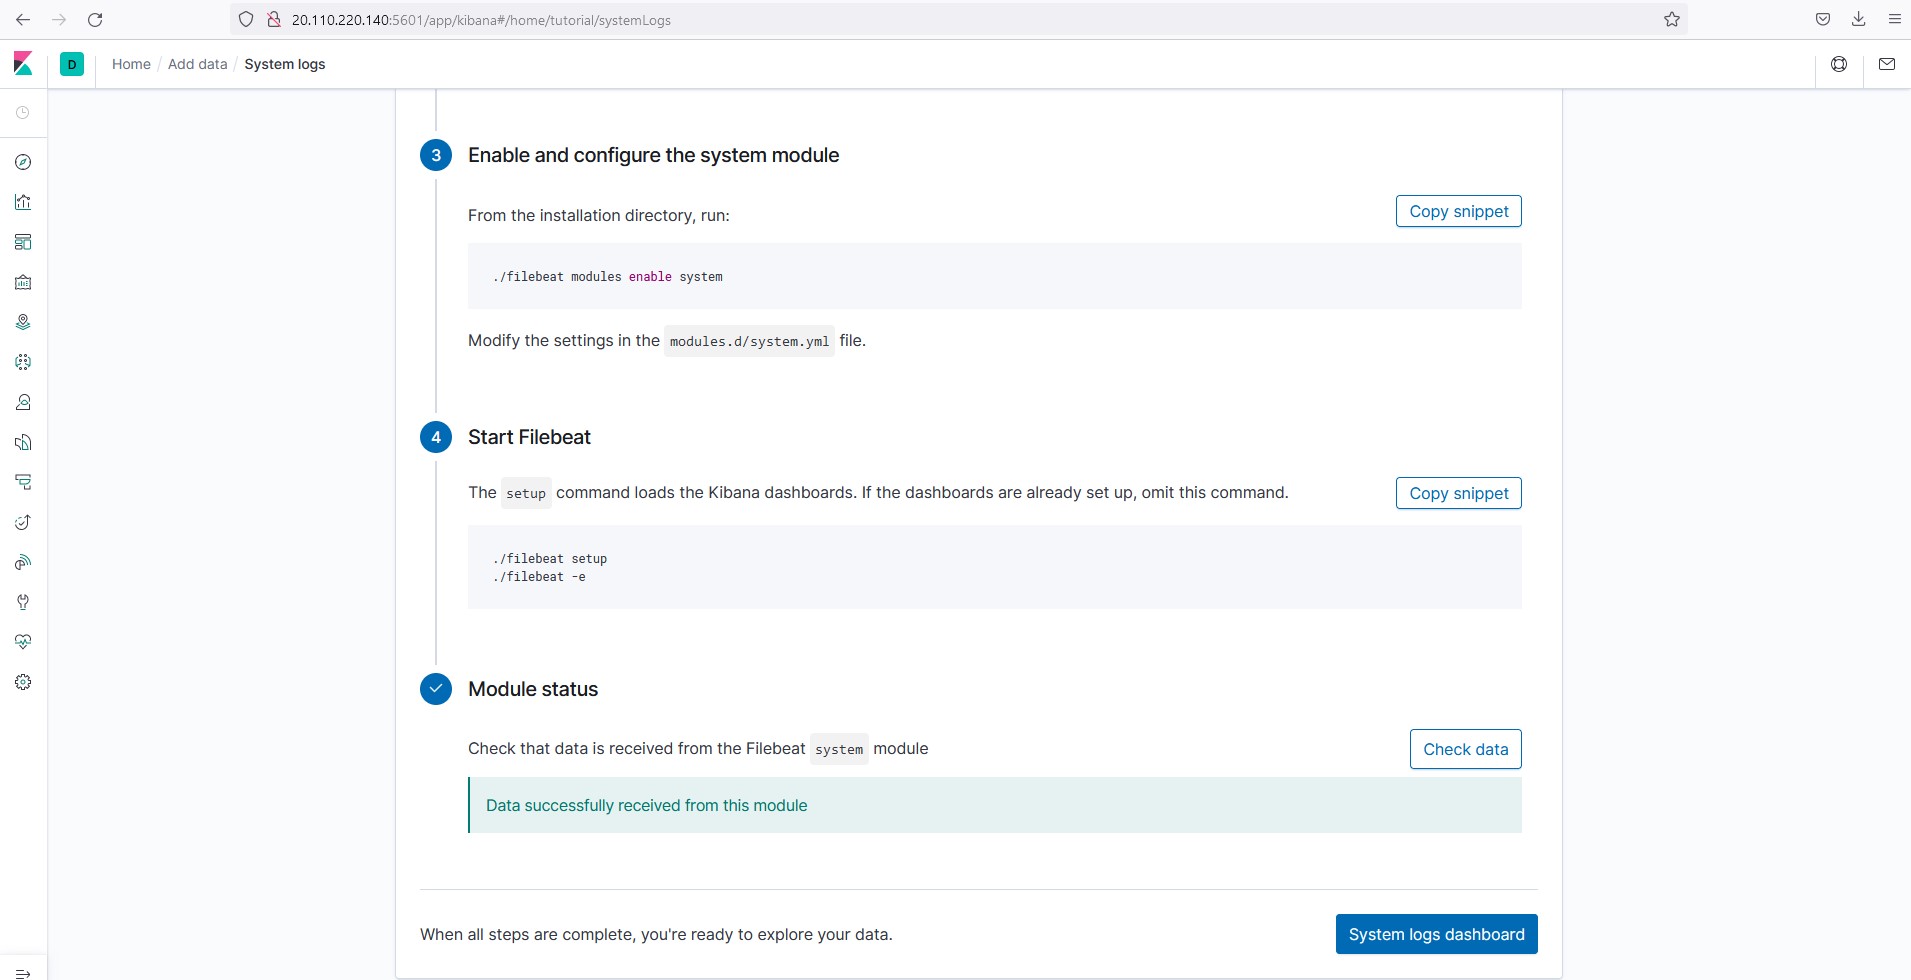 20.110.220.140:5601/app/kibana#/home/tutorial/systemLogs
D Home / Add data / System logs
3 Enable and configure the system module
From the installation directory, run: Copy snippet
./filebeat modules enable system
Modify the settings in the modules.d/system.yml file.
4 Start Filebeat
The setup command loads the Kibana dashboards. If the dashboards are already set up, omit this command. Copy snippet
./filebeat setup
./filebeat -e
Module status
Check that data is received from the Filebeat system module Check data
Data successfully received from this module
When all steps are complete, you're ready to explore your data. System logs dashboard